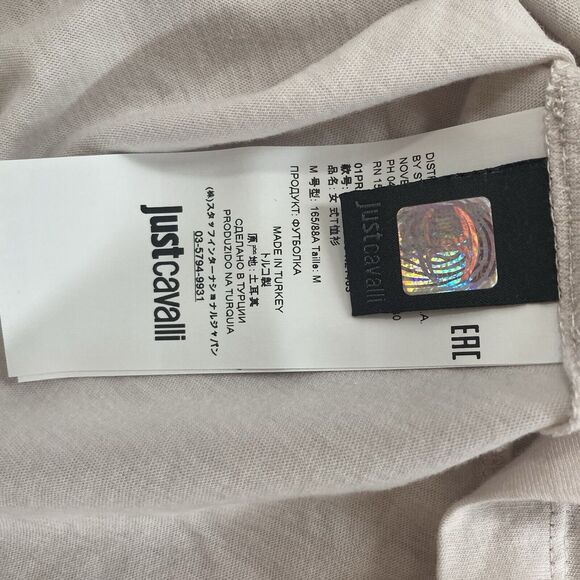 DISTR
BY S
NOVE
PH 04
RN 15
01PR
款号:
品名: 女式T恤衫
M 号型: 165/88A Taille: M
ПРОДУКТ: ФУТБОЛКА
MADE IN TURKEY
トルコ製
原产地: 土耳其
СДЕЛАНО В ТУРЦИИ
PRODUZIDO NA TURQUIA
(株)スタッフインターナショナルジャパン
03-5794-9931
justcavalli
justcavalli
EAC